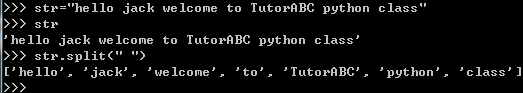 >>> str="hello jack welcome to TutorABC python class"
>>> str
'hello jack welcome to TutorABC python class'
>>> str.split(" ")
['hello', 'jack', 'welcome', 'to', 'TutorABC', 'python', 'class']
>>>